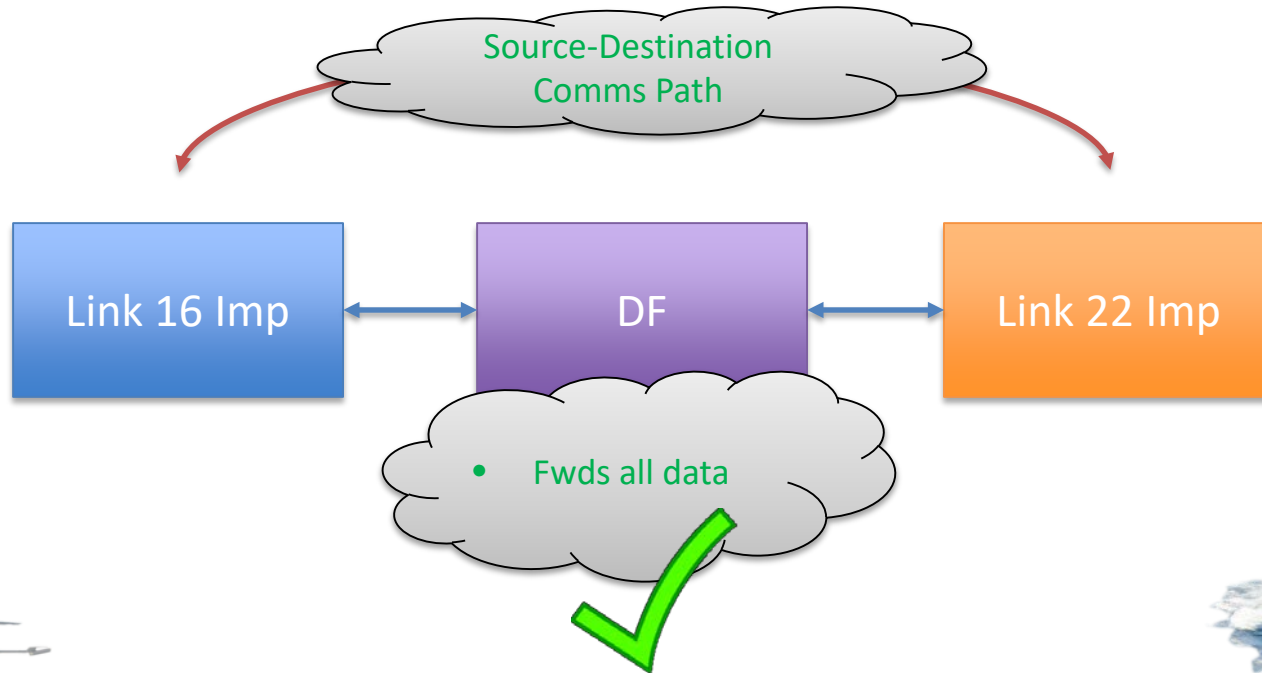 Source-Destination
Comms Path
Link 16 Imp
DF
Link 22 Imp
• Fwds all data